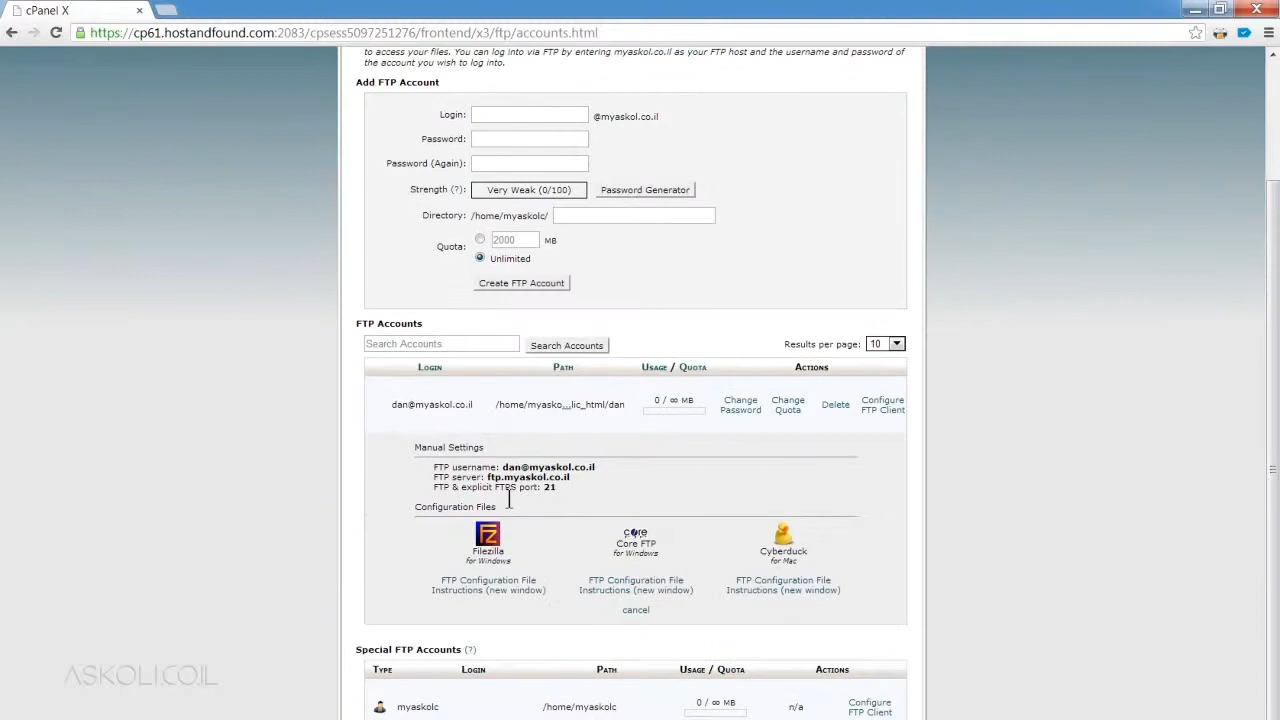 cPanel X
https://cp61.hostandfound.com:2083/cpsess5097251276/frontend/x3/ftp/accounts.html
to access your files. You can log into via FTP by entering myaskol.co.il as your FTP host and the username and password of
the account you wish to log into.
Add FTP Account
Login: @myaskol.co.il
Password:
Password (Again):
Strength (?): Very Weak (0/100) Password Generator
Directory: /home/myaskolc/
Quota: 2000 MB
Unlimited
Create FTP Account
FTP Accounts
Search Accounts Search Accounts Results per page: 10
Login Path Usage / Quota Actions
dan@myaskol.co.il /home/myasko...lic_html/dan 0 / ∞ MB Change Password Change Quota Delete Configure FTP Client
Manual Settings
FTP username: dan@myaskol.co.il
FTP server: ftp.myaskol.co.il
FTP & explicit FTPS port: 21
Configuration Files
core
Filezilla Core FTP Cyberduck
for Windows for Windows for Mac
FTP Configuration File FTP Configuration File FTP Configuration File
Instructions (new window) Instructions (new window) Instructions (new window)
cancel
Special FTP Accounts (?)
Type Login Path Usage / Quota Actions
myaskolc /home/myaskolc 0 / ∞ MB n/a Configure FTP Client
ASKOLI.CO.IL